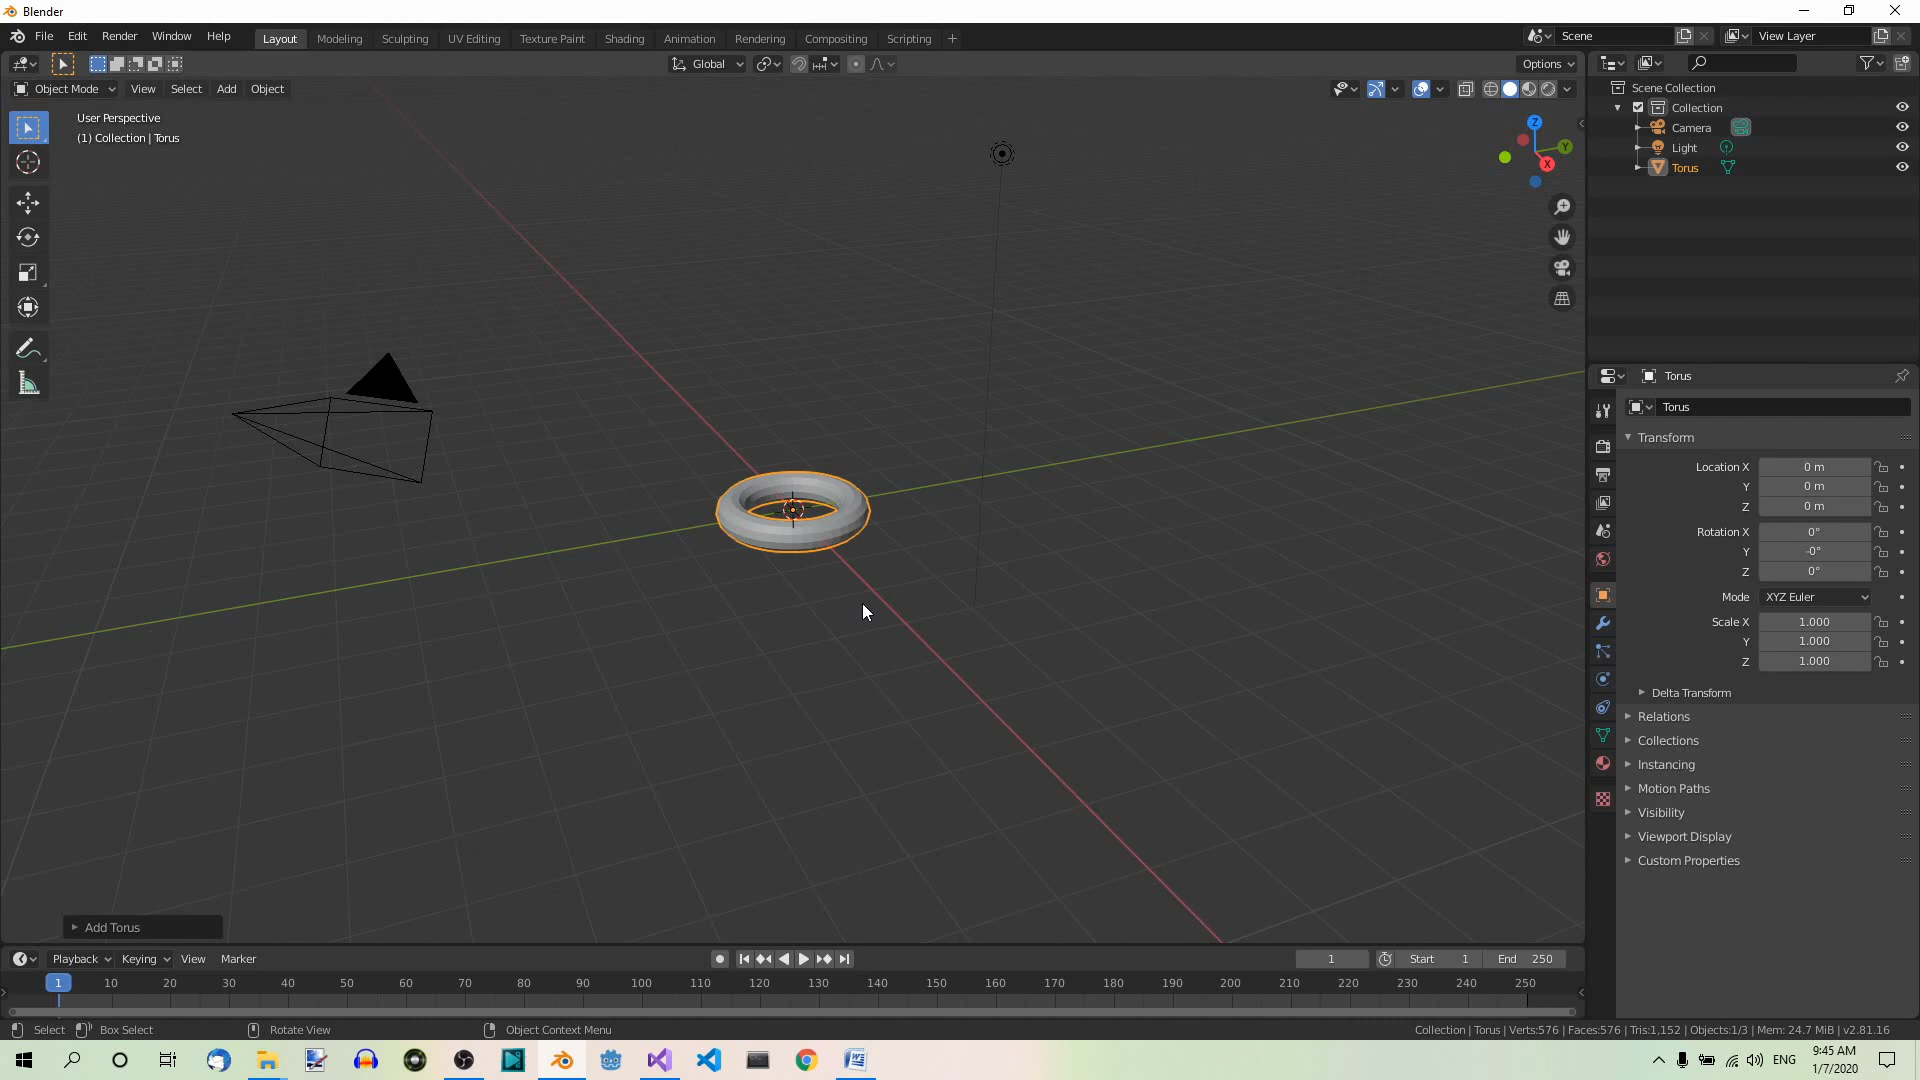 Blender
File Edit Render Window Help
Layout Modeling Sculpting UV Editing Texture Paint Shading Animation Rendering Compositing Scripting +
Scene
View Layer
Global
Options
Object Mode View Select Add Object
User Perspective
(1) Collection | Torus
Z
Y
X
Scene Collection
Collection
Camera
Light
Torus
Torus
Torus
Transform
Location X 0 m
Y 0 m
Z 0 m
Rotation X 0°
Y -0°
Z 0°
Mode XYZ Euler
Scale X 1.000
Y 1.000
Z 1.000
Delta Transform
Relations
Collections
Instancing
Motion Paths
Visibility
Viewport Display
Custom Properties
Add Torus
Playback Keying View Marker
1 Start 1 End 250
1 10 20 30 40 50 60 70 80 90 100 110 120 130 140 150 160 170 180 190 200 210 220 230 240 250
Select Box Select Rotate View Object Context Menu
Collection | Torus | Verts:576 | Faces:576 | Tris:1,152 | Objects:1/3 | Mem: 24.7 MiB | v2.81.16
ENG
9:45 AM
1/7/2020